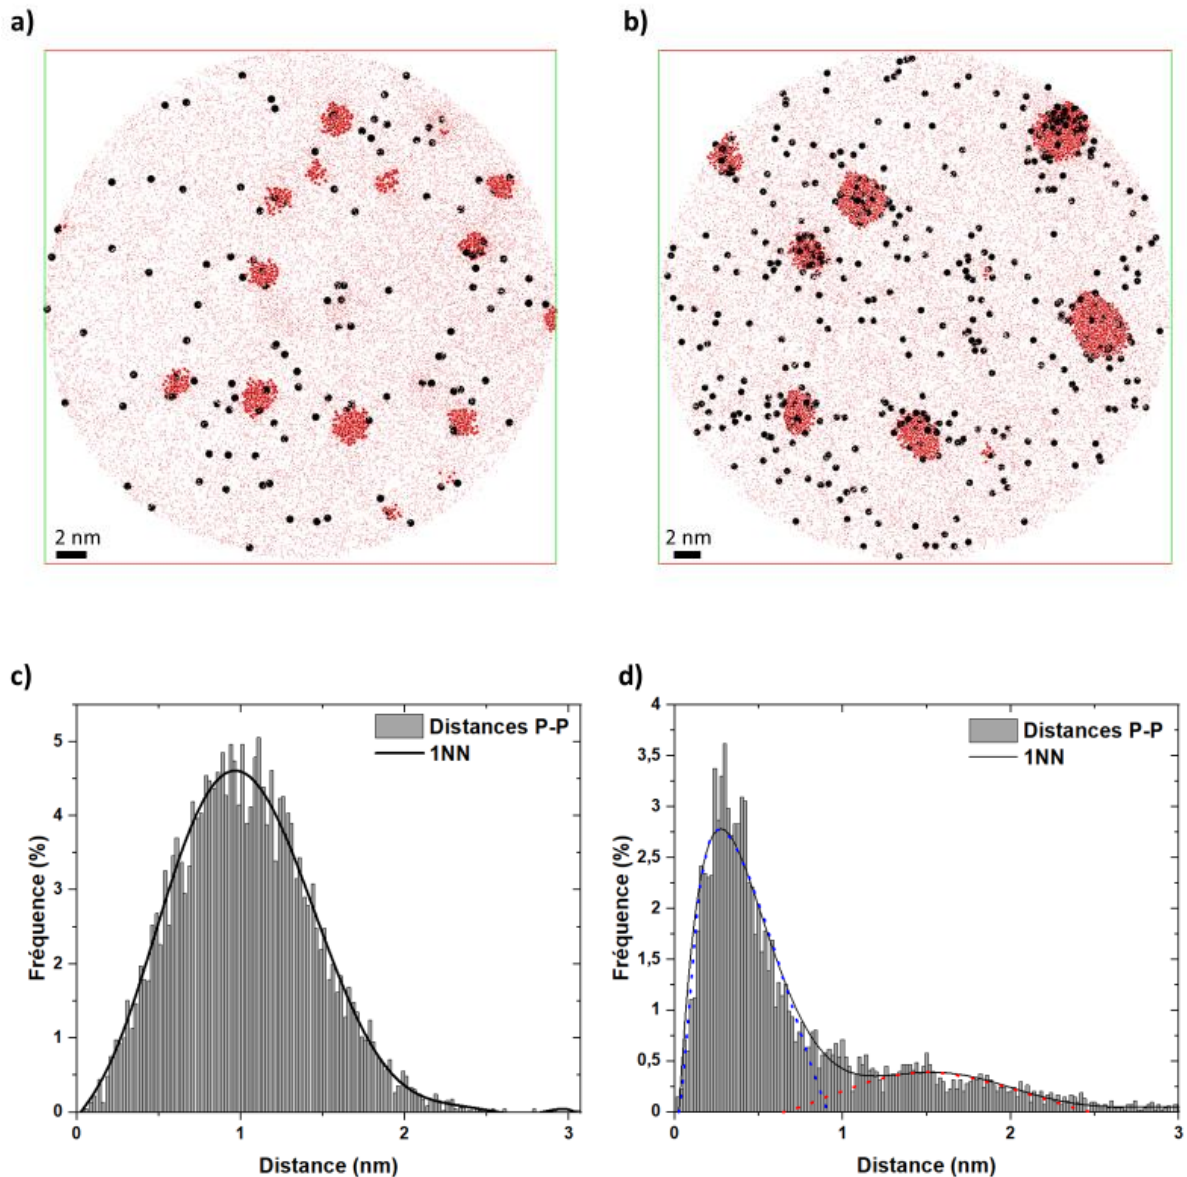 a)
b)
2 nm
2 nm
c)
d)
Distances P-P
1NN
5
4
3
2
1
0
0
1
2
3
Fréquence (%)
Distance (nm)
Distances P-P
1NN
4
3,5
3
2,5
2
1,5
1
0,5
0
0
1
2
3
Fréquence (%)
Distance (nm)